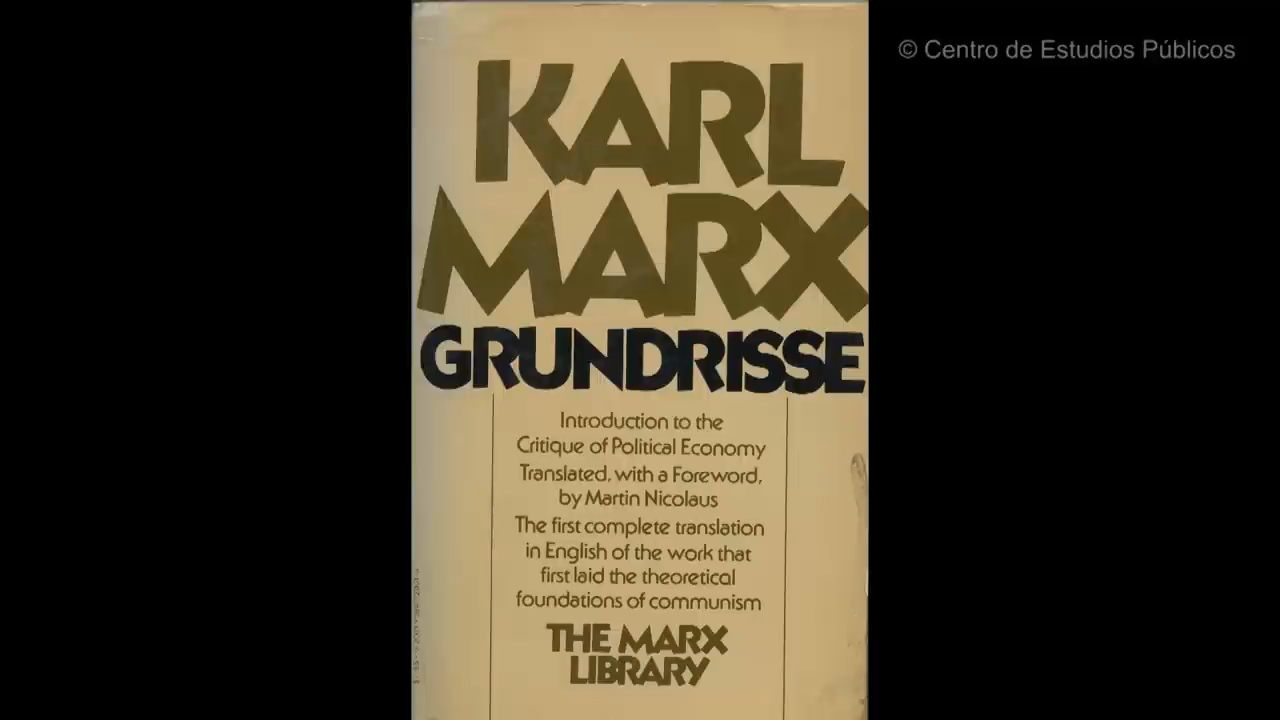 © Centro de Estudios Públicos
KARL
MARX
GRUNDRISSE
Introduction to the
Critique of Political Economy
Translated, with a Foreword,
by Martin Nicolaus
The first complete translation
in English of the work that
first laid the theoretical
foundations of communism
THE MARX
LIBRARY